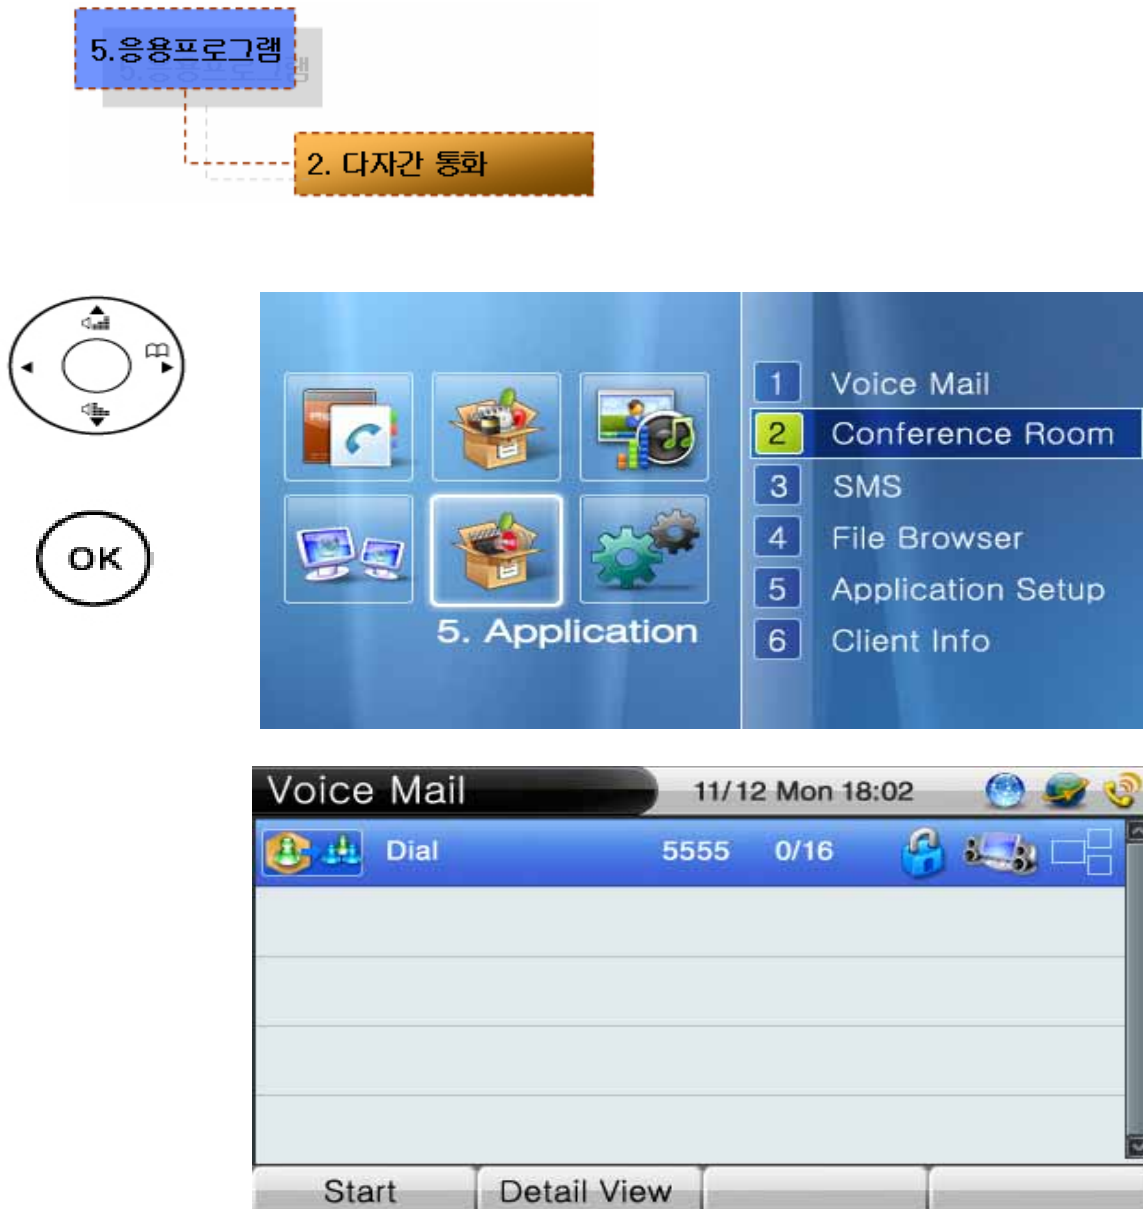 5.응용프로그램
2. 다자간 통화
OK
1 Voice Mail
2 Conference Room
3 SMS
4 File Browser
5 Application Setup
6 Client Info
5. Application
Voice Mail 11/12 Mon 18:02
Dial 5555 0/16
Start Detail View